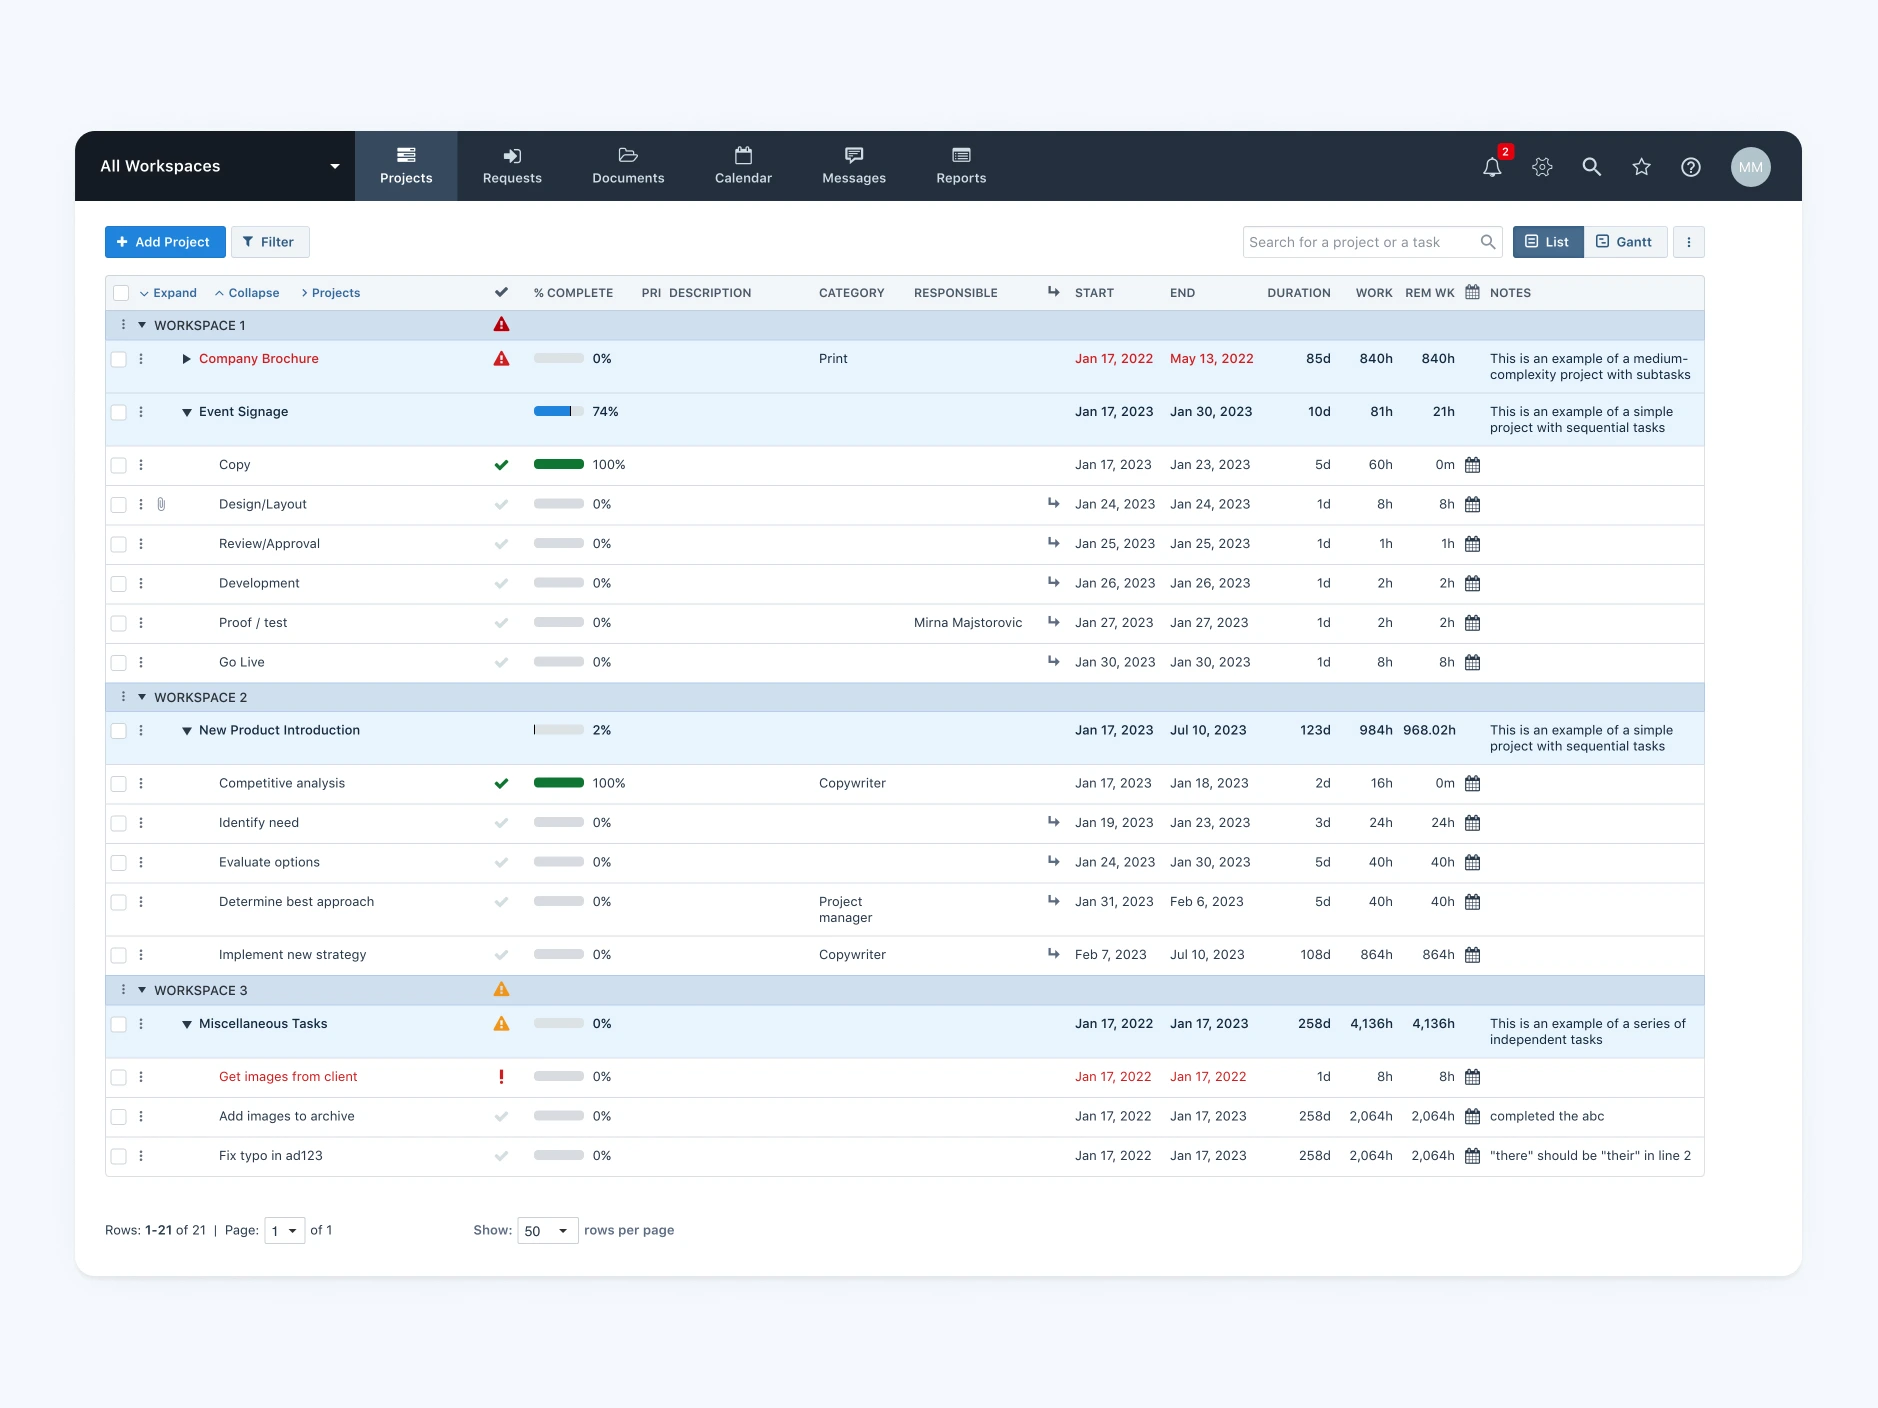 All Workspaces
Projects
Requests
Documents
Calendar
Messages
Reports
2
MM
Add Project
Filter
Search for a project or a task
List
Gantt
Expand Collapse Projects % COMPLETE PRI DESCRIPTION CATEGORY RESPONSIBLE START END DURATION WORK REM WK NOTES
WORKSPACE 1
Company Brochure 0% Print Jan 17, 2022 May 13, 2022 85d 840h 840h This is an example of a medium-
complexity project with subtasks
Event Signage 74% Jan 17, 2023 Jan 30, 2023 10d 81h 21h This is an example of a simple
project with sequential tasks
Copy 100% Jan 17, 2023 Jan 23, 2023 5d 60h 0m
Design/Layout 0% Jan 24, 2023 Jan 24, 2023 1d 8h 8h
Review/Approval 0% Jan 25, 2023 Jan 25, 2023 1d 1h 1h
Development 0% Jan 26, 2023 Jan 26, 2023 1d 2h 2h
Proof / test 0% Mirna Majstorovic Jan 27, 2023 Jan 27, 2023 1d 2h 2h
Go Live 0% Jan 30, 2023 Jan 30, 2023 1d 8h 8h
WORKSPACE 2
New Product Introduction 2% Jan 17, 2023 Jul 10, 2023 123d 984h 968.02h This is an example of a simple
project with sequential tasks
Competitive analysis 100% Copywriter Jan 17, 2023 Jan 18, 2023 2d 16h 0m
Identify need 0% Jan 19, 2023 Jan 23, 2023 3d 24h 24h
Evaluate options 0% Jan 24, 2023 Jan 30, 2023 5d 40h 40h
Determine best approach 0% Project Jan 31, 2023 Feb 6, 2023 5d 40h 40h
manager
Implement new strategy 0% Copywriter Feb 7, 2023 Jul 10, 2023 108d 864h 864h
WORKSPACE 3
Miscellaneous Tasks 0% Jan 17, 2022 Jan 17, 2023 258d 4,136h 4,136h This is an example of a series of
independent tasks
Get images from client 0% Jan 17, 2022 Jan 17, 2022 1d 8h 8h
Add images to archive 0% Jan 17, 2022 Jan 17, 2023 258d 2,064h 2,064h completed the abc
Fix typo in ad123 0% Jan 17, 2022 Jan 17, 2023 258d 2,064h 2,064h "there" should be "their" in line 2
Rows: 1-21 of 21 | Page: 1 of 1 Show: 50 rows per page